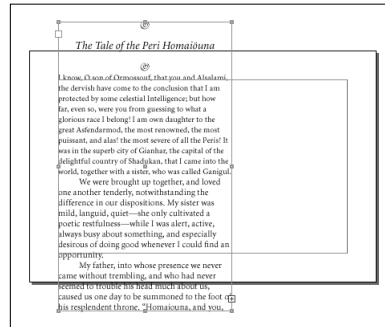 The Tale of the Peri Homaiöuna
I know, O son of Ormossouf, that you and Alsalami,
the dervish have come to the conclusion that I am
protected by some celestial Intelligence; but how
far, even so, were you from guessing to what a
glorious race I belong! I am own daughter to the
great Asfendarmod, the most renowned, the most
puissant, and alas! the most severe of all the Peris! It
was in the superb city of Gianhar, the capital of the
delightful country of Shadukan, that I came into the
world, together with a sister, who was called Ganigul.
We were brought up together, and loved
one another tenderly, notwithstanding the
difference in our dispositions. My sister was
mild, languid, quiet—she only cultivated a
poetic restfulness—while I was alert, active,
always busy about something, and especially
desirous of doing good whenever I could find an
opportunity.
My father, into whose presence we never
came without trembling, and who had never
seemed to trouble his head much about us,
caused us one day to be summoned to the foot o
his resplendent throne. “Homaiouna, and you,